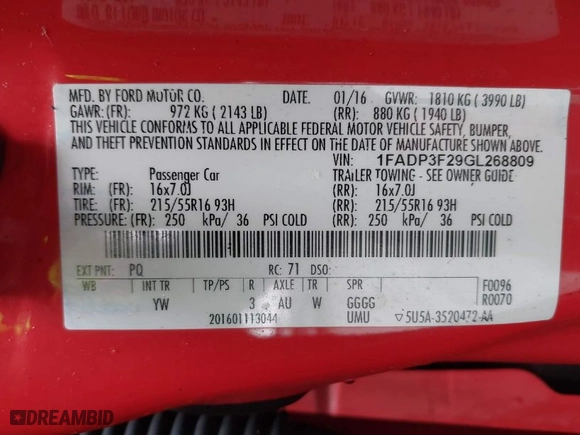 MFD. BY FORD MOTOR CO. DATE. 01/16 GVWR: 1810 KG ( 3990 LB)
GAWR: (FR): 972 KG ( 2143 LB) (RR): 880 KG ( 1940 LB)
THIS VEHICLE CONFORMS TO ALL APPLICABLE FEDERAL MOTOR VEHICLE SAFETY, BUMPER,
AND THEFT PREVENTION STANDARDS IN EFFECT ON THE DATE OF MANUFACTURE SHOWN ABOVE.
VIN: 1FADP3F29GL268809
TYPE: Passenger Car TRAILER TOWING - SEE OWNER GUIDE
RIM: (FR): 16x7.0J (RR): 16x7.0J
TIRE: (FR): 215/55R16 93H (RR): 215/55R16 93H
PRESSURE: (FR): 250 kPa/ 36 PSI COLD (RR): 250 kPa/ 36 PSI COLD
EXT PNT: PQ RC: 71 DSO:
WB INT TR TP/PS R AXLE TR SPR F0096
YW 3 AU W GGGG R0070
201601113044 UMU ▽5U5A-3520472-AA
DREAMBID